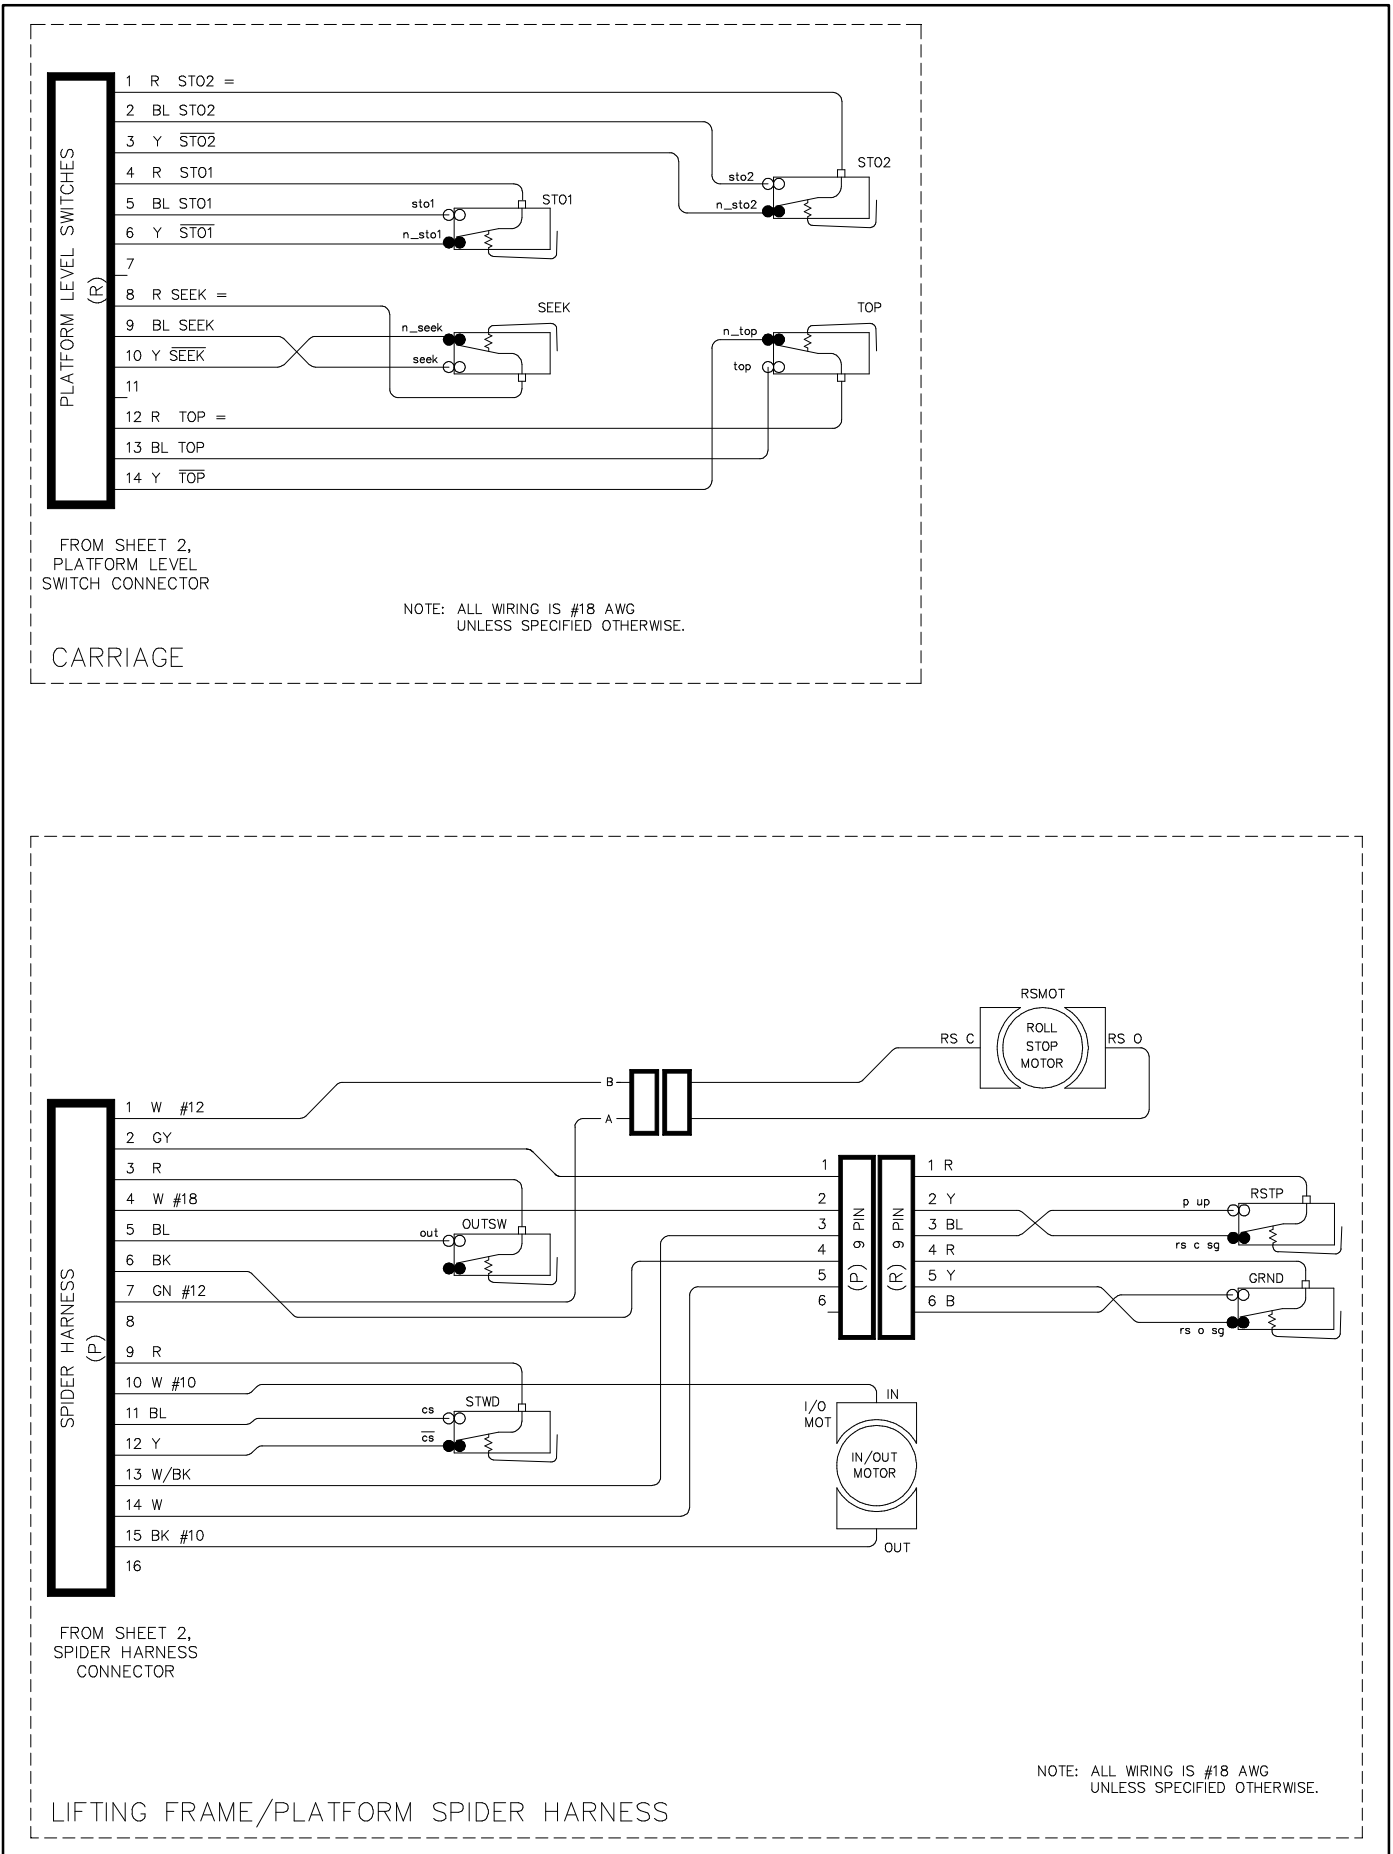 1 R STO2 =
2 BL STO2
3 Y STO2
4 R STO1
5 BL STO1
6 Y STO1
7
8 R SEEK =
9 BL SEEK
10 Y SEEK
11
12 R TOP =
13 BL TOP
14 Y TOP
PLATFORM LEVEL SWITCHES
(R)
sto2
n_sto2
STO2
sto1
n_sto1
STO1
n_seek
seek
SEEK
n_top
top
TOP
FROM SHEET 2,
PLATFORM LEVEL
SWITCH CONNECTOR
NOTE: ALL WIRING IS #18 AWG
UNLESS SPECIFIED OTHERWISE.
CARRIAGE
RSMOT
RS C
ROLL
STOP
MOTOR
RS O
B
A
1 W #12
2 GY
3 R
4 W #18
5 BL
6 BK
7 GN #12
8
9 R
10 W #10
11 BL
12 Y
13 W/BK
14 W
15 BK #10
16
SPIDER HARNESS
(P)
out
OUTSW
cs
cs
STWD
1
2
3
4
5
6
9 PIN
(P)
9 PIN
(R)
1 R
2 Y
3 BL
4 R
5 Y
6 B
p up
rs c sg
RSTP
GRND
rs o sg
I/O
MOT
IN
IN/OUT
MOTOR
OUT
FROM SHEET 2,
SPIDER HARNESS
CONNECTOR
NOTE: ALL WIRING IS #18 AWG
UNLESS SPECIFIED OTHERWISE.
LIFTING FRAME/PLATFORM SPIDER HARNESS